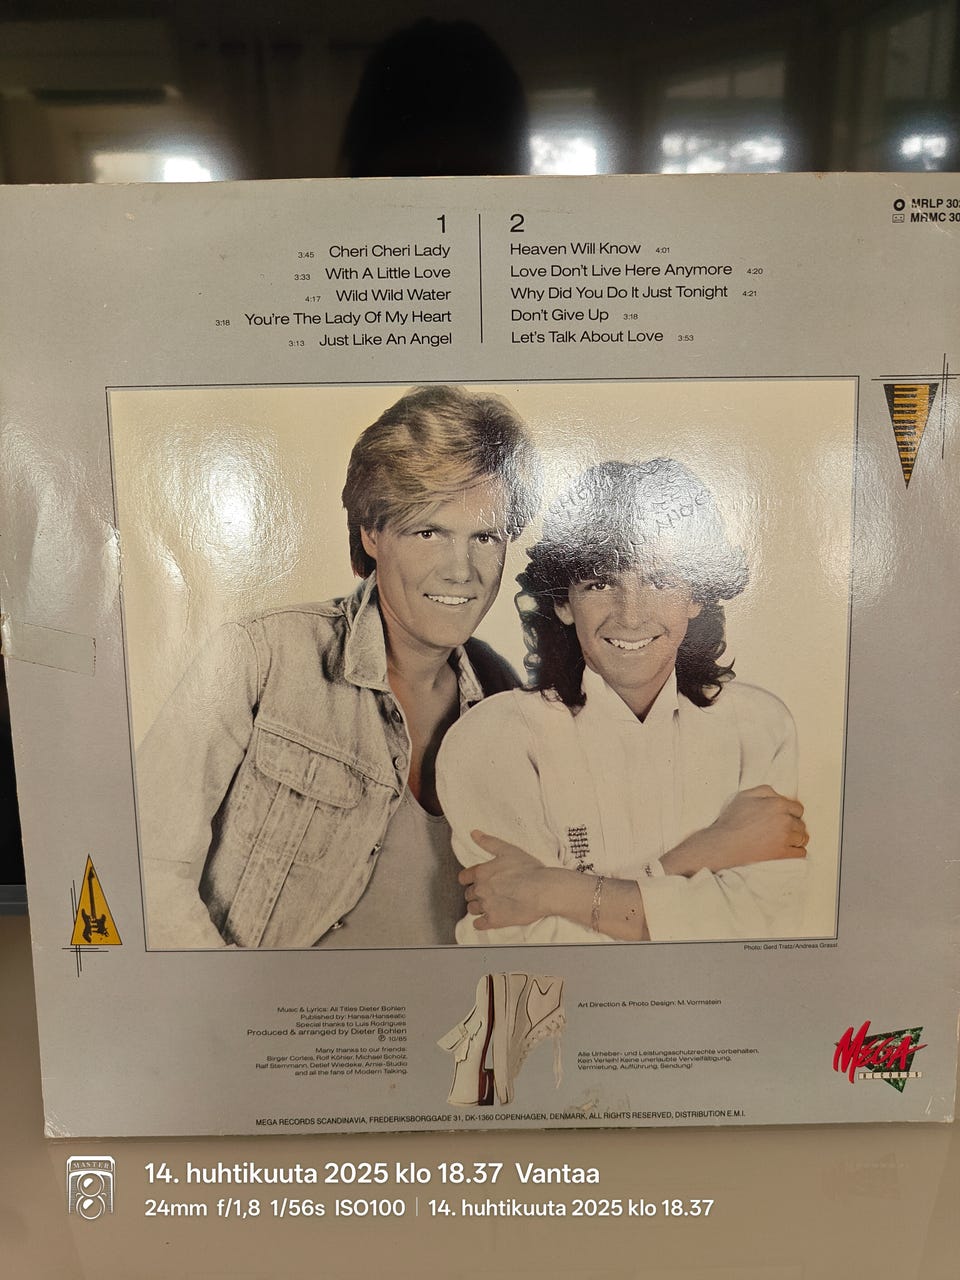 1
3:45 Cheri Cheri Lady
3:33 With A Little Love
4:17 Wild Wild Water
3:18 You're The Lady Of My Heart
3:13 Just Like An Angel
2
Heaven Will Know 4:01
Love Don't Live Here Anymore 4:20
Why Did You Do It Just Tonight 4:21
Don't Give Up 3:18
Let's Talk About Love 3:53
MRLP
MRMC
Photo: Gerd Tratz/Andreas Grassl
Music & Lyrics: All Titles Dieter Bohlen
Published by: Hansa/Hanseatic
Special thanks to Luis Rodrigues
Produced & arranged by Dieter Bohlen
℗ 10/85
Many thanks to our friends:
Birger Corleis, Rolf Köhler, Michael Scholz,
Ralf Stemmann, Detlef Wiedeke, Arnie-Studio
and all the fans of Modern Talking.
Art Direction & Photo Design: M. Vormstein
Alle Urheber- und Leistungsschutzrechte vorbehalten.
Kein Verleih! Keine unerlaubte Vervielfältigung,
Vermietung, Aufführung, Sendung!
MEGA
RECORDS
MEGA RECORDS SCANDINAVIA, FREDERIKSBORGGADE 31, DK-1360 COPENHAGEN, DENMARK, ALL RIGHTS RESERVED, DISTRIBUTION E.M.I.
MASTER
14. huhtikuuta 2025 klo 18.37 Vantaa
24mm f/1,8 1/56s ISO100 | 14. huhtikuuta 2025 klo 18.37